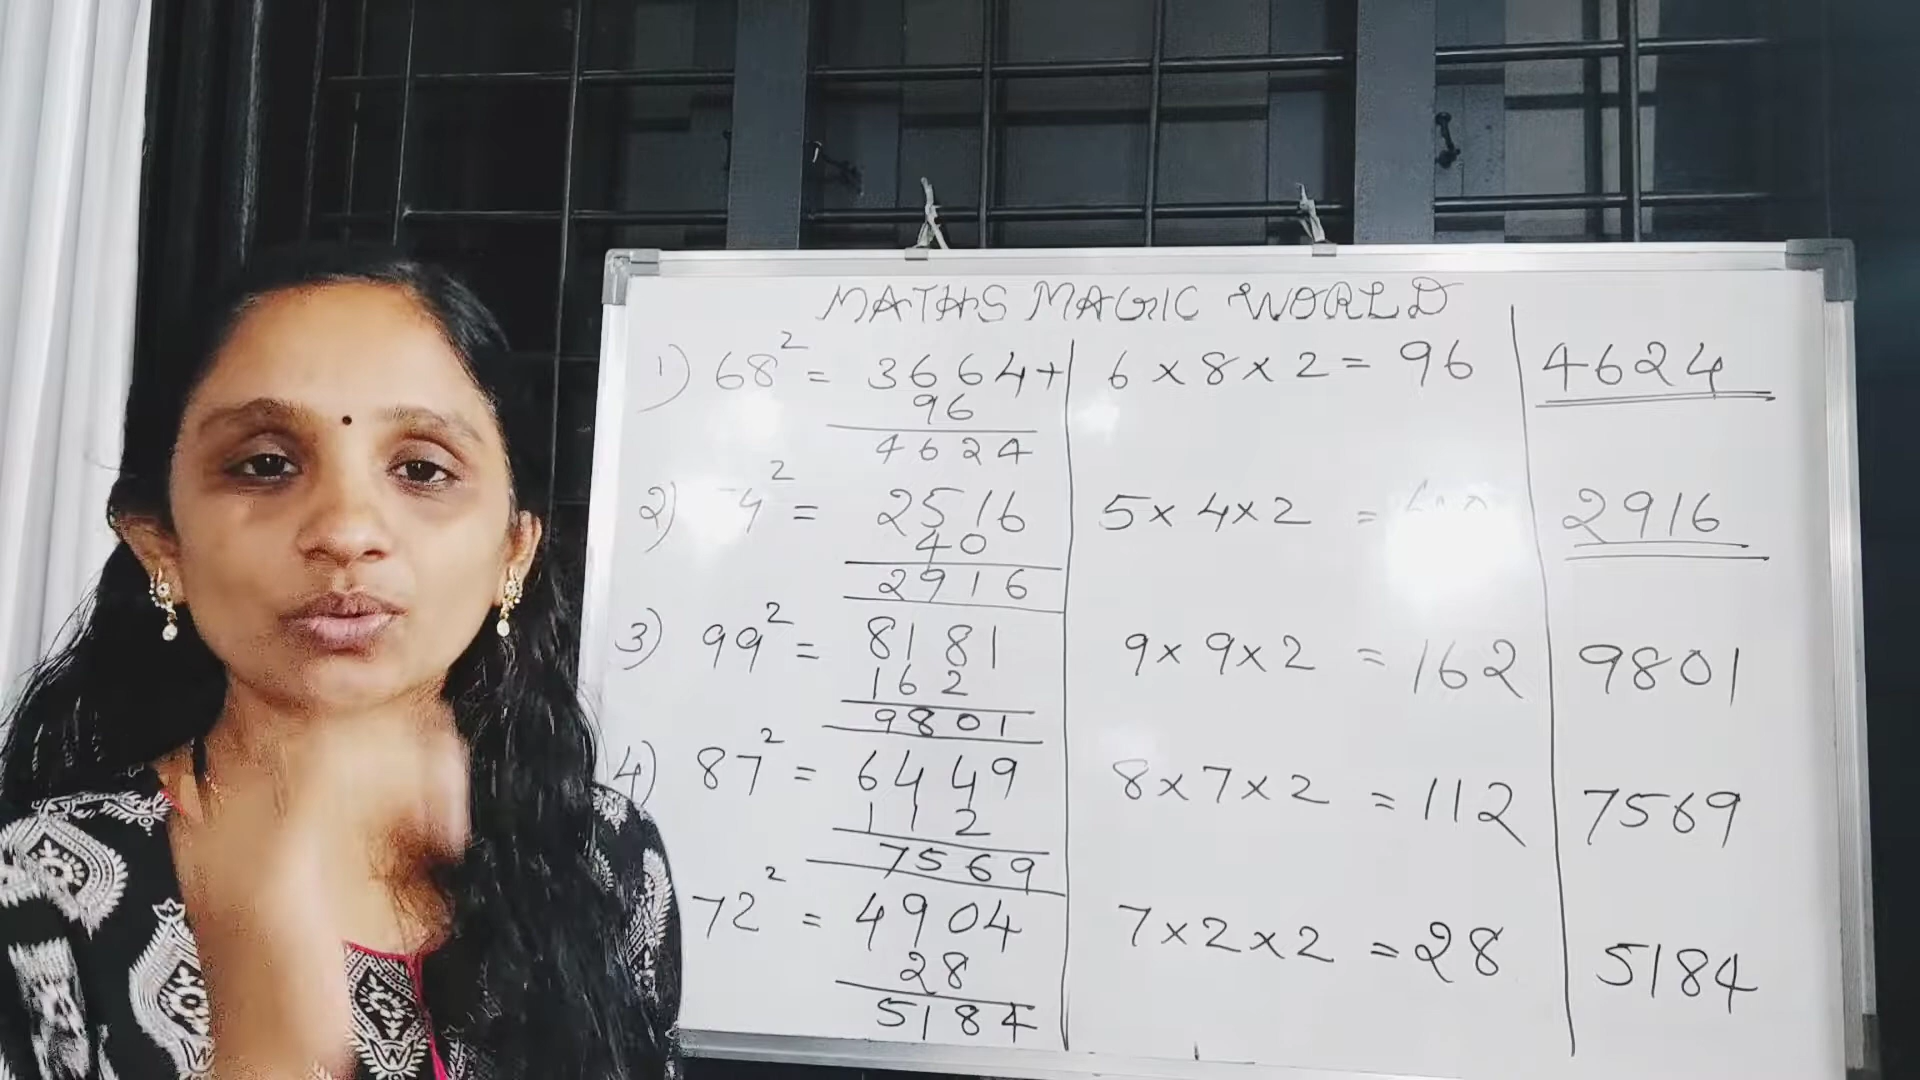 MATHS MAGIC WORLD
1) 68² = 3664+ 6 × 8 × 2 = 96 4624
96
4624
2) 4² = 2516 5 × 4 × 2 = 2916
40
2916
3) 99² = 8181 9 × 9 × 2 = 162 9801
162
9801
4) 87² = 6449 8 × 7 × 2 = 112 7569
112
7569
72² = 4904 7 × 2 × 2 = 28 5184
28
5184